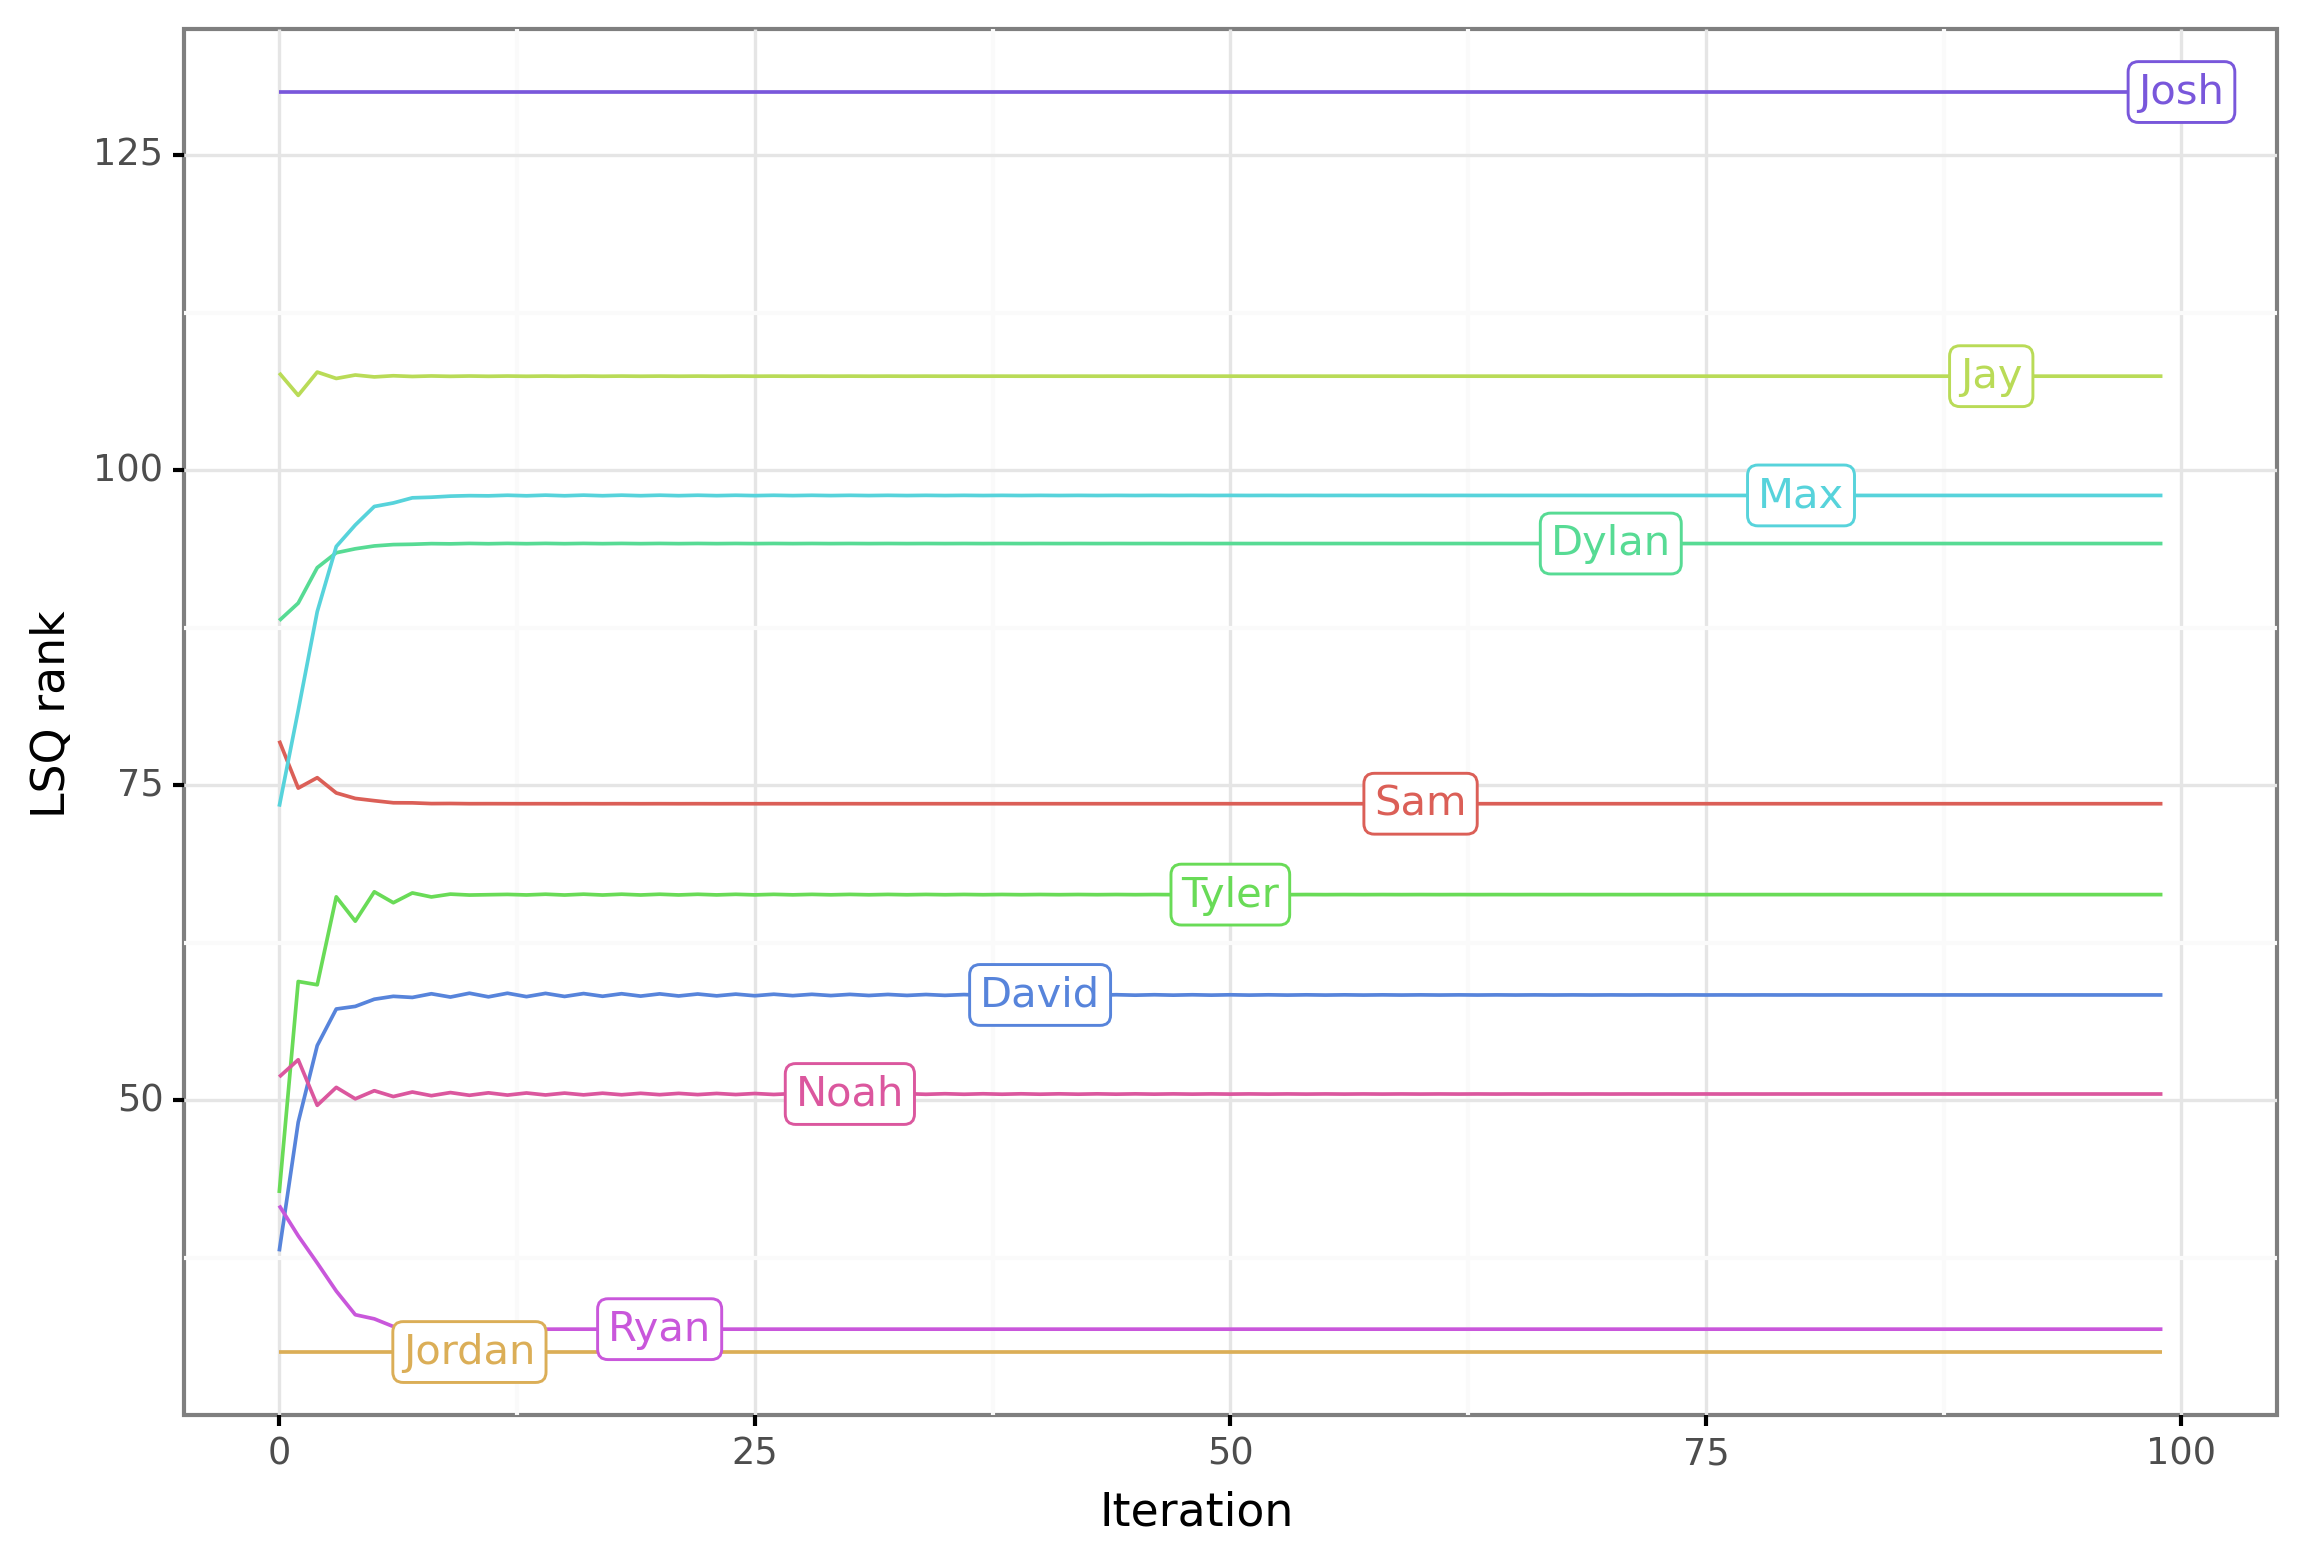 Josh
125
Jay
100
Max
Dylan
LSQ rank
75
Sam
Tyler
David
50
Noah
Ryan
Jordan
0 25 50 75 100
Iteration